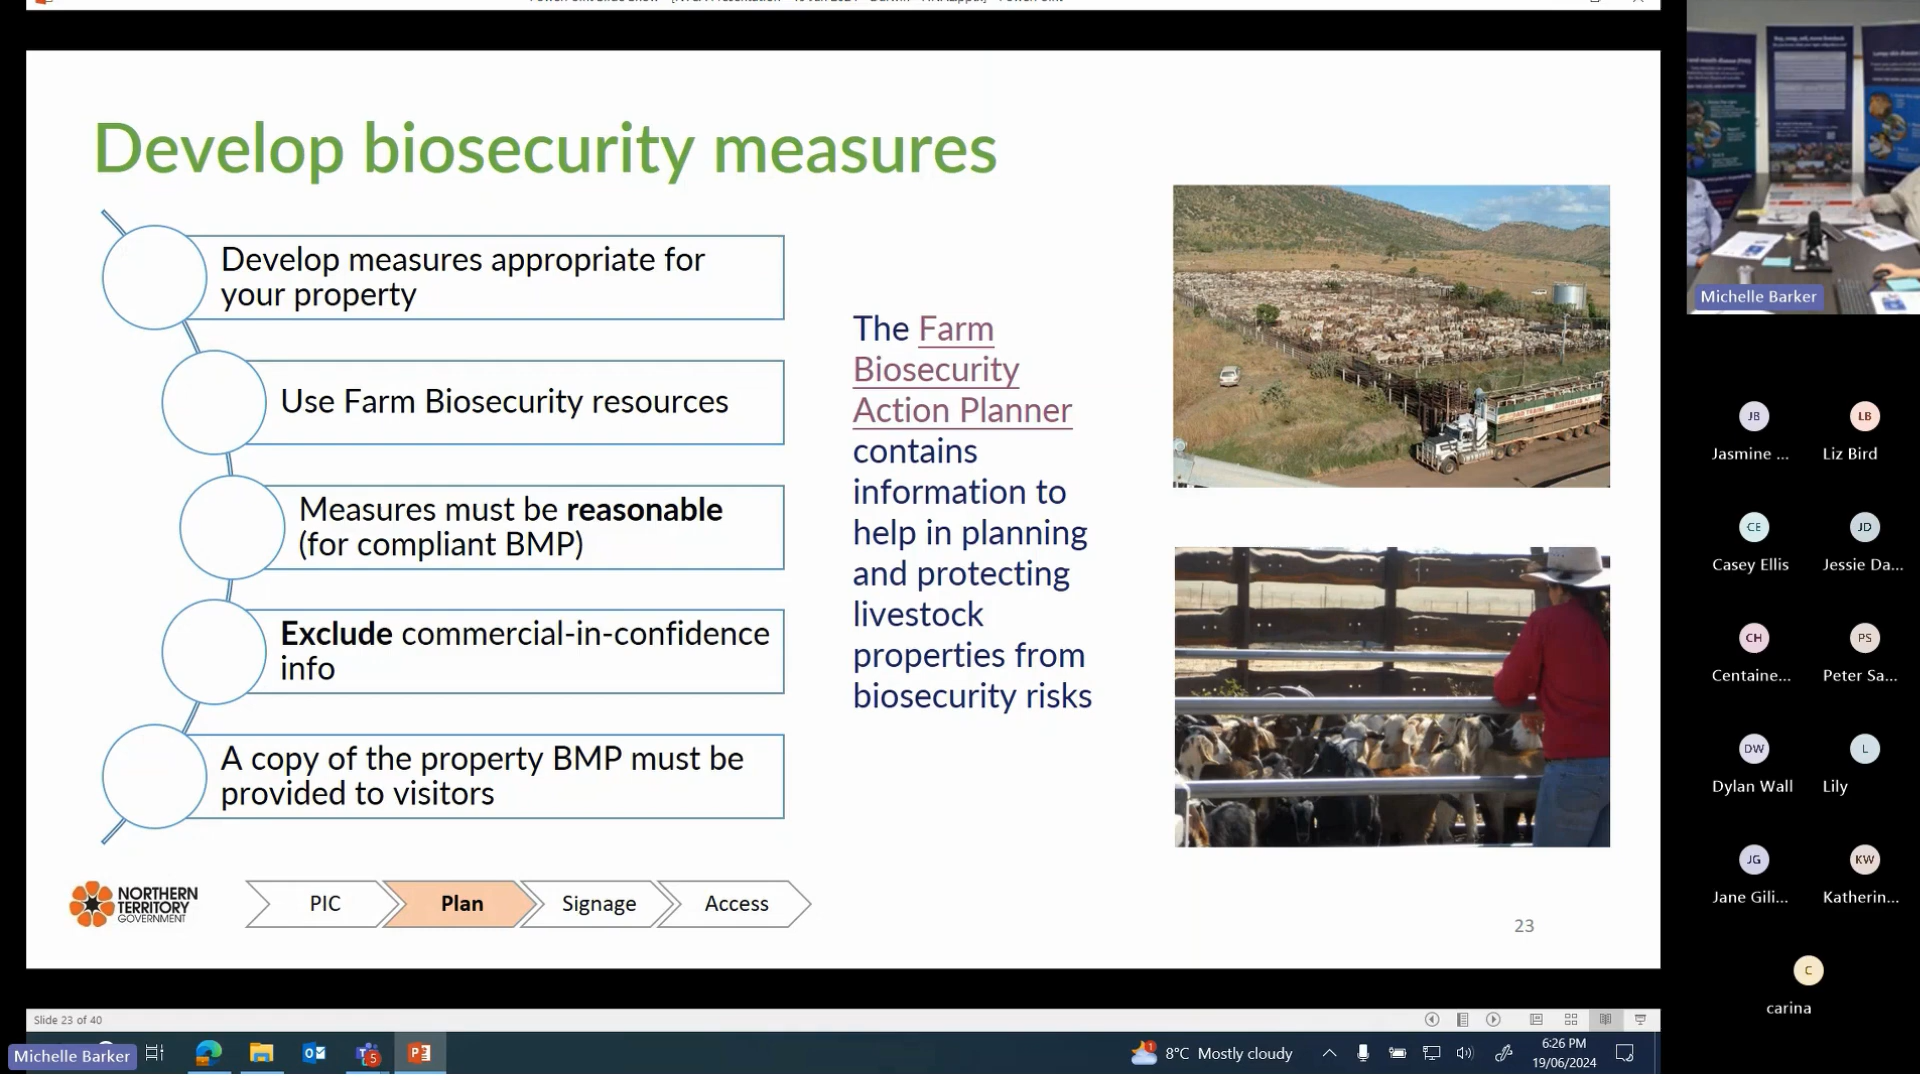 Develop biosecurity measures
Develop measures appropriate for
your property
Use Farm Biosecurity resources
Measures must be reasonable
(for compliant BMP)
Exclude commercial-in-confidence
info
A copy of the property BMP must be
provided to visitors
The Farm
Biosecurity
Action Planner
contains
information to
help in planning
and protecting
livestock
properties from
biosecurity risks
NORTHERN
TERRITORY
GOVERNMENT
PIC
Plan
Signage
Access
23
Slide 23 of 40
Michelle Barker
8°C Mostly cloudy
6:26 PM
19/06/2024
Michelle Barker
JB
LB
Jasmine ...
Liz Bird
CE
JD
Casey Ellis
Jessie Da...
CH
PS
Centaine...
Peter Sa...
DW
L
Dylan Wall
Lily
JG
KW
Jane Gili...
Katherin...
C
carina